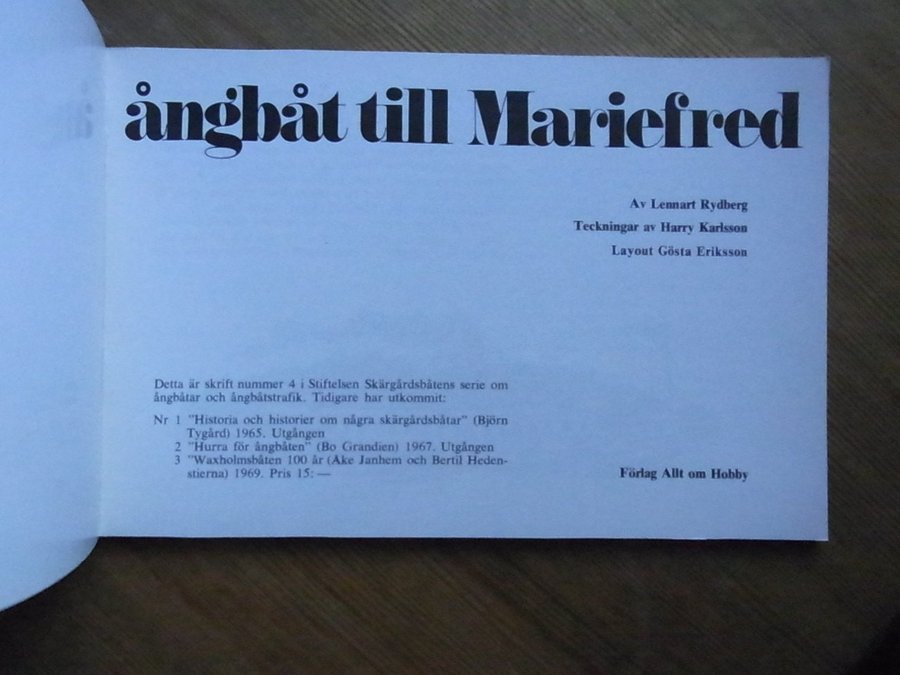 ångbåt till Mariefred
Av Lennart Rydberg
Teckningar av Harry Karlsson
Layout Gösta Eriksson
Detta är skrift nummer 4 i Stiftelsen Skärgårdsbåtens serie om
ångbåtar och ångbåtstrafik. Tidigare har utkommit:
Nr 1 "Historia och historier om några skärgårdsbåtar" (Björn
Tygård) 1965. Utgången
2 "Hurra för ångbåten" (Bo Grandien) 1967. Utgången
3 "Waxholmsbåten 100 år (Åke Janhem och Bertil Heden-
stierna) 1969. Pris 15: —
Förlag Allt om Hobby